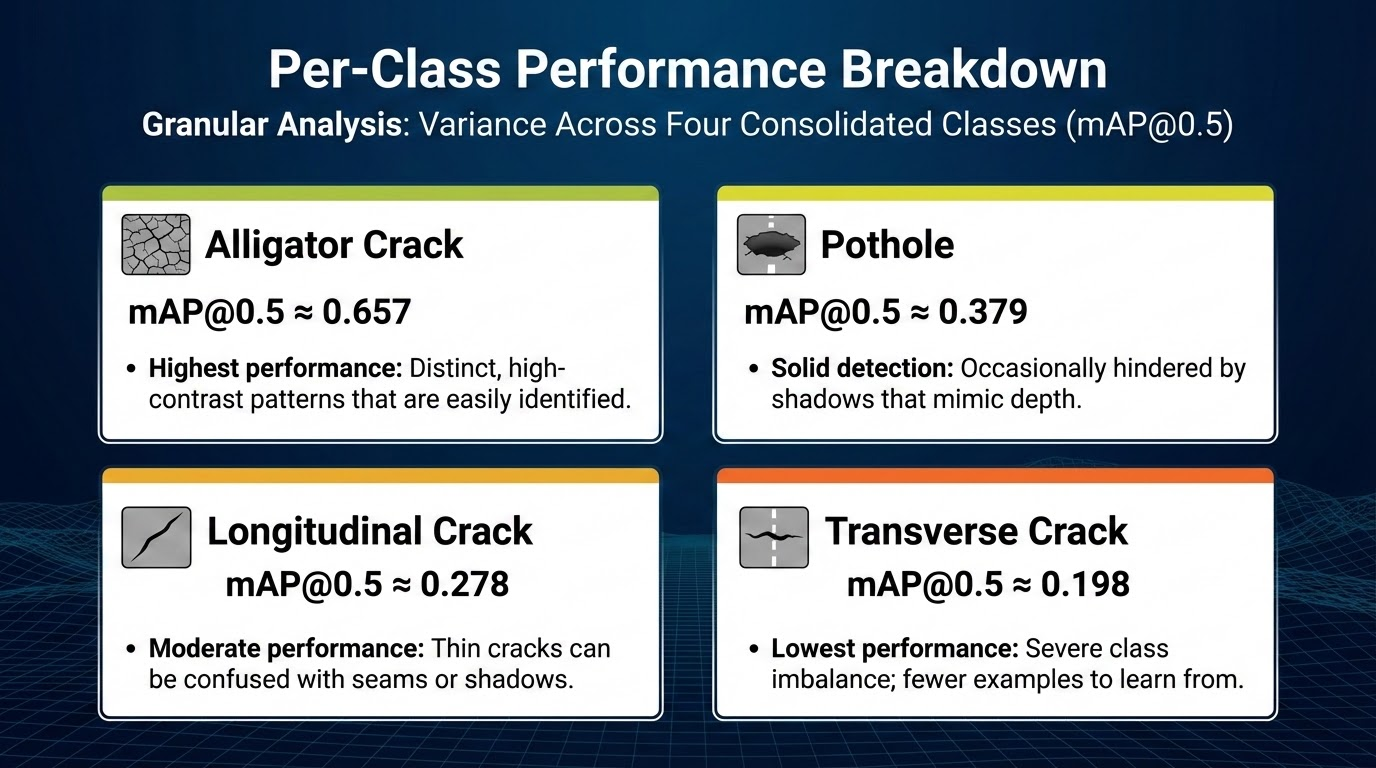 Per-Class Performance Breakdown
Granular Analysis: Variance Across Four Consolidated Classes (mAP@0.5)
Alligator Crack
mAP@0.5 ≈ 0.657
• Highest performance: Distinct, high-
contrast patterns that are easily identified.
Pothole
mAP@0.5 ≈ 0.379
• Solid detection: Occasionally hindered by
shadows that mimic depth.
Longitudinal Crack
mAP@0.5 ≈ 0.278
• Moderate performance: Thin cracks can
be confused with seams or shadows.
Transverse Crack
mAP@0.5 ≈ 0.198
• Lowest performance: Severe class
imbalance; fewer examples to learn from.